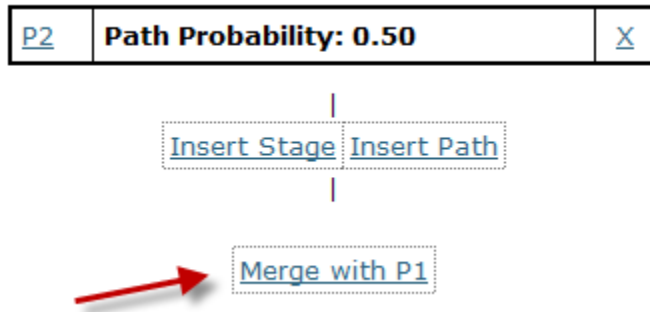 P2 Path Probability: 0.50 X
|
Insert Stage Insert Path
|
Merge with P1